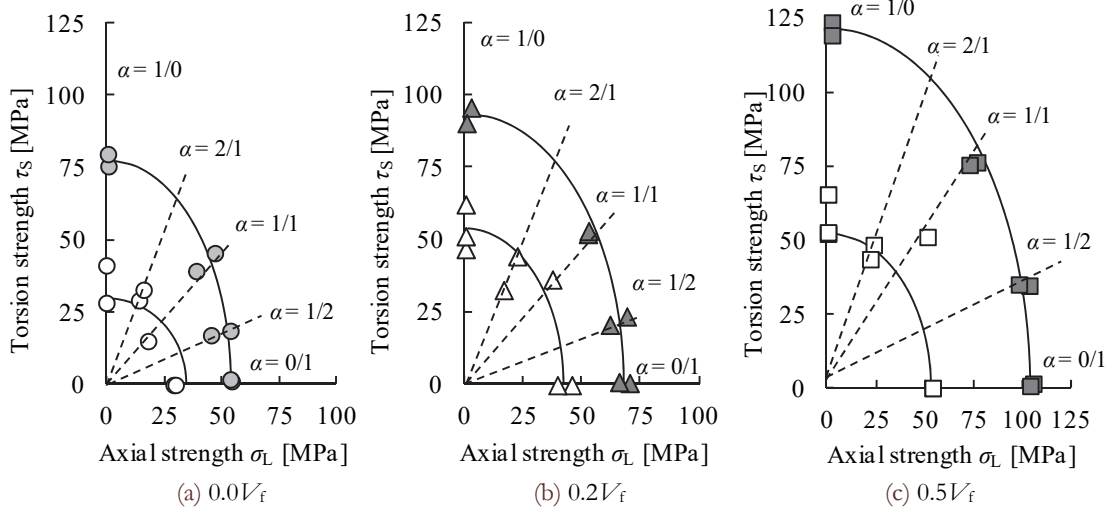 125
100
75
50
25
0
Torsion strength τS [MPa]
α = 1/0
α = 2/1
α = 1/1
α = 1/2
α = 0/1
0 25 50 75 100
Axial strength σL [MPa]
(a) 0.0Vf
125
100
75
50
25
0
Torsion strength τS [MPa]
α = 1/0
α = 2/1
α = 1/1
α = 1/2
α = 0/1
0 25 50 75 100
Axial strength σL [MPa]
(b) 0.2Vf
125
100
75
50
25
0
Torsion strength τS [MPa]
α = 1/0
α = 2/1
α = 1/1
α = 1/2
α = 0/1
0 25 50 75 100 125
Axial strength σL [MPa]
(c) 0.5Vf